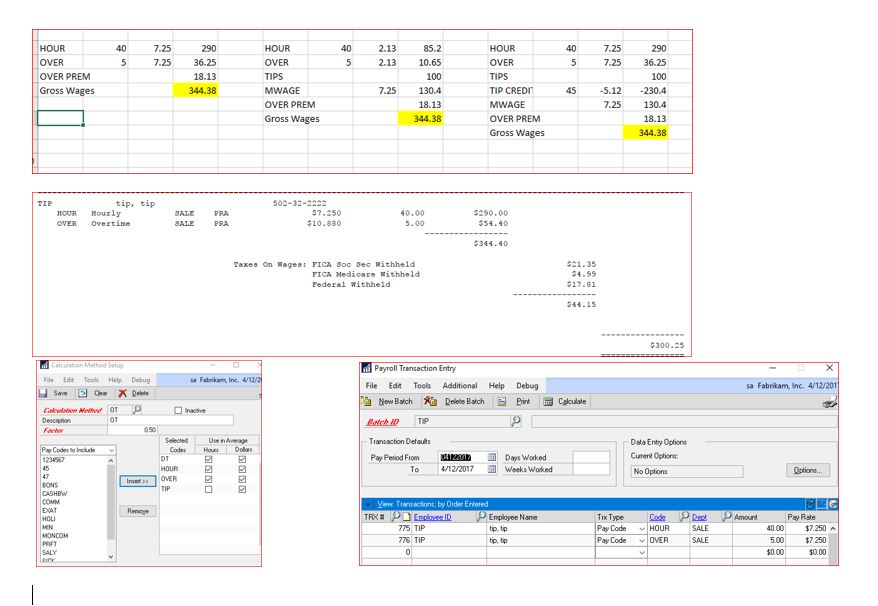 HOUR 40 7.25 290 HOUR 40 2.13 85.2 HOUR 40 7.25 290
OVER 5 7.25 36.25 OVER 5 2.13 10.65 OVER 5 7.25 36.25
OVER PREM 18.13 TIPS 100 TIPS 100
Gross Wages 344.38 MWAGE 7.25 130.4 TIP CREDIT 45 -5.12 -230.4
OVER PREM 18.13 MWAGE 7.25 130.4
Gross Wages 344.38 OVER PREM 18.13
Gross Wages 344.38
TIP tip, tip 502-32-2222
HOUR Hourly SALE PRA $7.250 40.00 $290.00
OVER Overtime SALE PRA $10.880 5.00 $54.40
$344.40
Taxes On Wages: FICA Soc Sec Withheld $21.35
FICA Medicare Withheld $4.99
Federal Withheld $17.81
$44.15
$300.25
Calculation Method Setup
File Edit Tools Help Debug sa Fabrikam, Inc. 4/12/20
Save Clear Delete
Calculation Method OT Inactive
Description OT
Factor 0.50
Selected Use in Average
Pay Codes to Include Codes Hours Dollars
1234567 DT
45 HOUR
47 Insert >> OVER
BONS TIP
CASHBW
COMM
EXAT Remove
HOLI
MIN
MONCOM
PRFT
SALY
SICK
Payroll Transaction Entry
File Edit Tools Additional Help Debug sa Fabrikam, Inc. 4/12/201
New Batch Delete Batch Print Calculate
Batch ID TIP
Transaction Defaults Data Entry Options
Pay Period From 04122017 Days Worked Current Options:
To 4/12/2017 Weeks Worked No Options Options...
View: Transactions; by Order Entered
TRX # Employee ID Employee Name Trx Type Code Dept Amount Pay Rate
775 TIP tip, tip Pay Code HOUR SALE 40.00 $7.250
776 TIP tip, tip Pay Code OVER SALE 5.00 $7.250
0 $0.00 $0.00